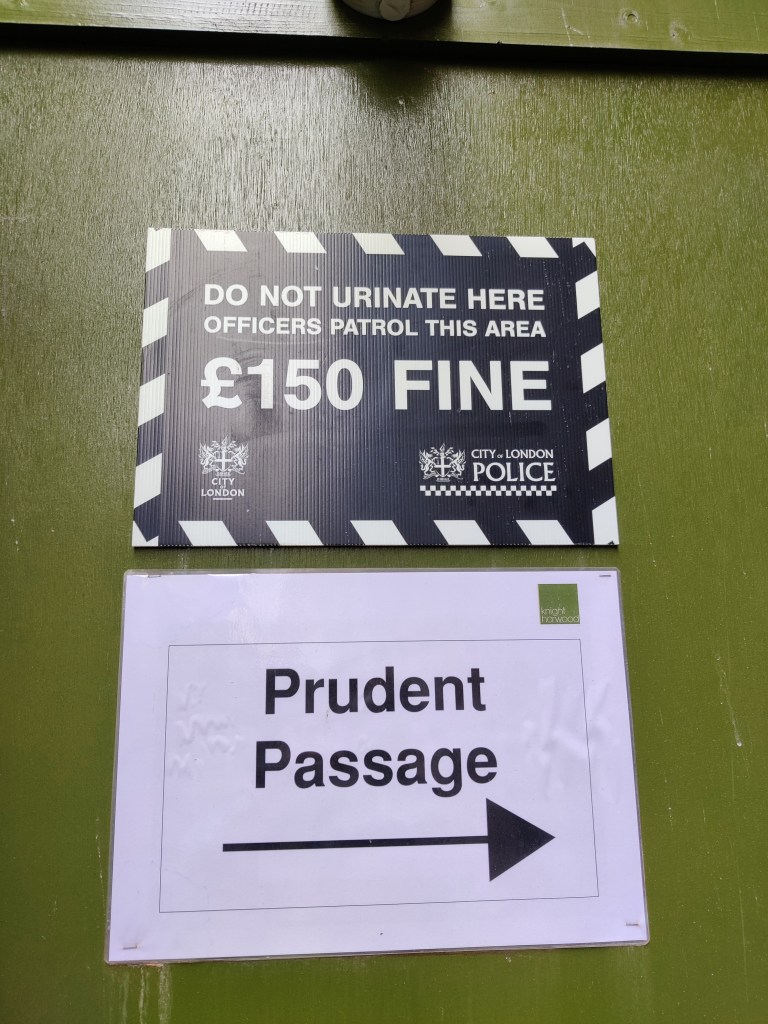 DO NOT URINATE HERE
OFFICERS PATROL THIS AREA
£150 FINE
CITY
OF
LONDON
CITY OF LONDON
POLICE
knight
harwood
Prudent
Passage